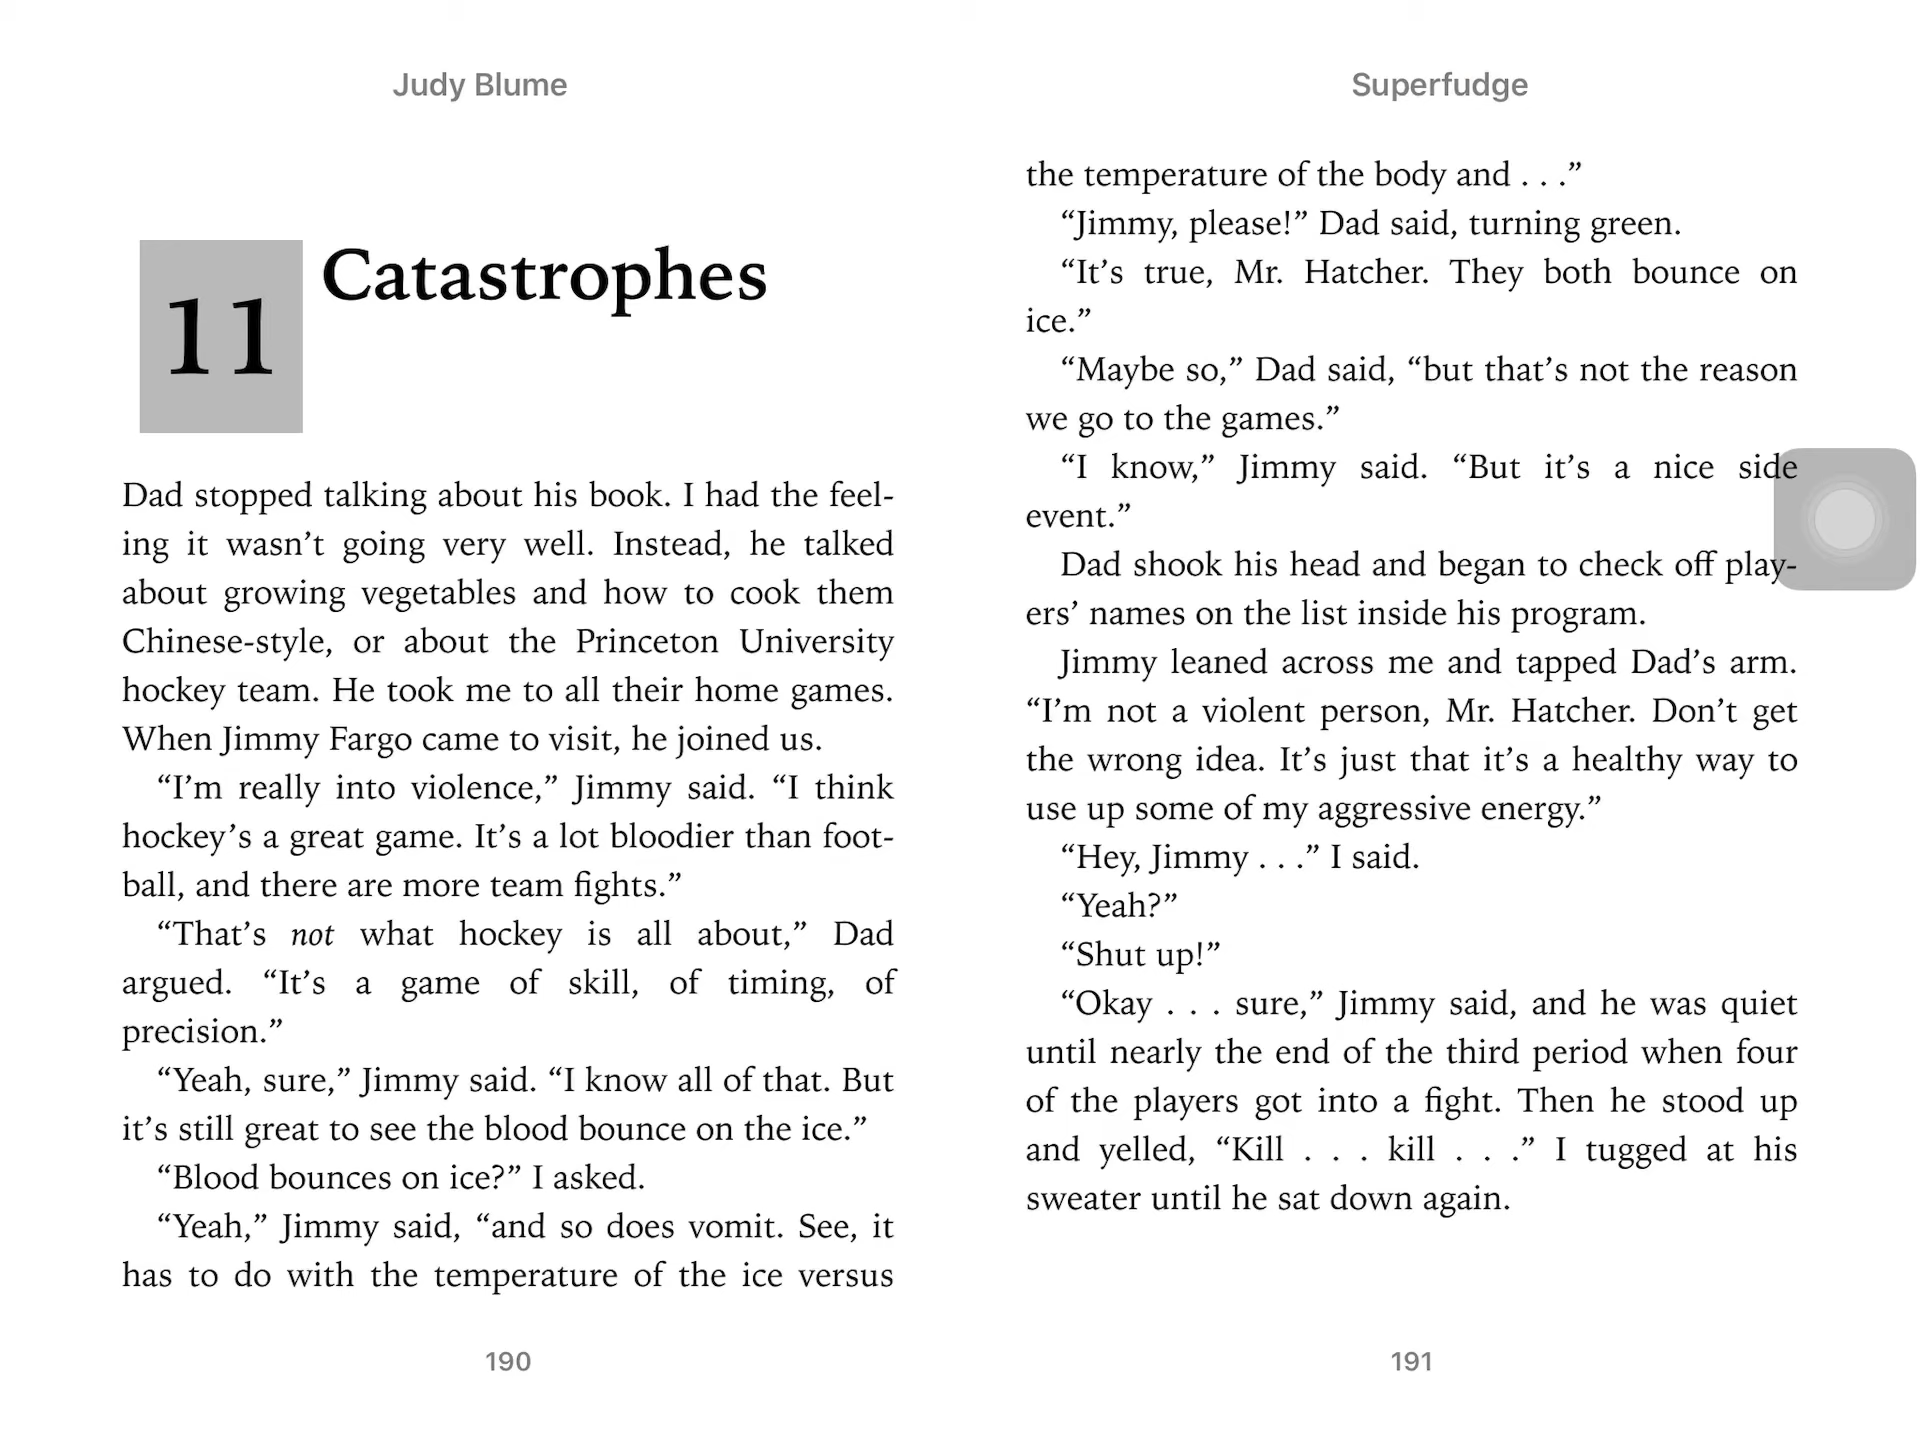 Judy Blume
11
Catastrophes
Dad stopped talking about his book. I had the feel-
ing it wasn’t going very well. Instead, he talked
about growing vegetables and how to cook them
Chinese-style, or about the Princeton University
hockey team. He took me to all their home games.
When Jimmy Fargo came to visit, he joined us.
“I’m really into violence,” Jimmy said. “I think
hockey’s a great game. It’s a lot bloodier than foot-
ball, and there are more team fights.”
“That’s not what hockey is all about,” Dad
argued. “It’s a game of skill, of timing, of
precision.”
“Yeah, sure,” Jimmy said. “I know all of that. But
it’s still great to see the blood bounce on the ice.”
“Blood bounces on ice?” I asked.
“Yeah,” Jimmy said, “and so does vomit. See, it
has to do with the temperature of the ice versus
190
Superfudge
the temperature of the body and . . .”
“Jimmy, please!” Dad said, turning green.
“It’s true, Mr. Hatcher. They both bounce on
ice.”
“Maybe so,” Dad said, “but that’s not the reason
we go to the games.”
“I know,” Jimmy said. “But it’s a nice side
event.”
Dad shook his head and began to check off play-
ers’ names on the list inside his program.
Jimmy leaned across me and tapped Dad’s arm.
“I’m not a violent person, Mr. Hatcher. Don’t get
the wrong idea. It’s just that it’s a healthy way to
use up some of my aggressive energy.”
“Hey, Jimmy . . .” I said.
“Yeah?”
“Shut up!”
“Okay . . . sure,” Jimmy said, and he was quiet
until nearly the end of the third period when four
of the players got into a fight. Then he stood up
and yelled, “Kill . . . kill . . .” I tugged at his
sweater until he sat down again.
191